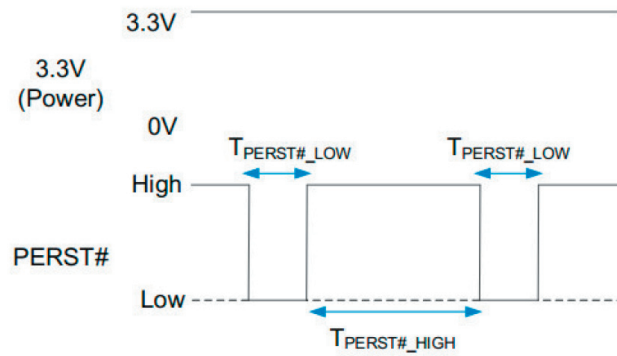 3.3V
3.3V
(Power)
0V
TPERST#_LOW TPERST#_LOW
High
PERST#
Low
TPERST#_HIGH